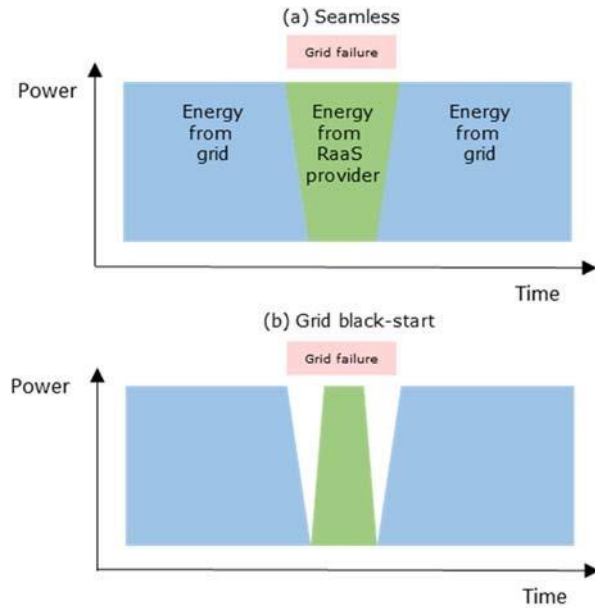 (a) Seamless
Grid failure
Power
Energy
from
grid
Energy
from
RaaS
provider
Energy
from
grid
Time
(b) Grid black-start
Grid failure
Power
Time